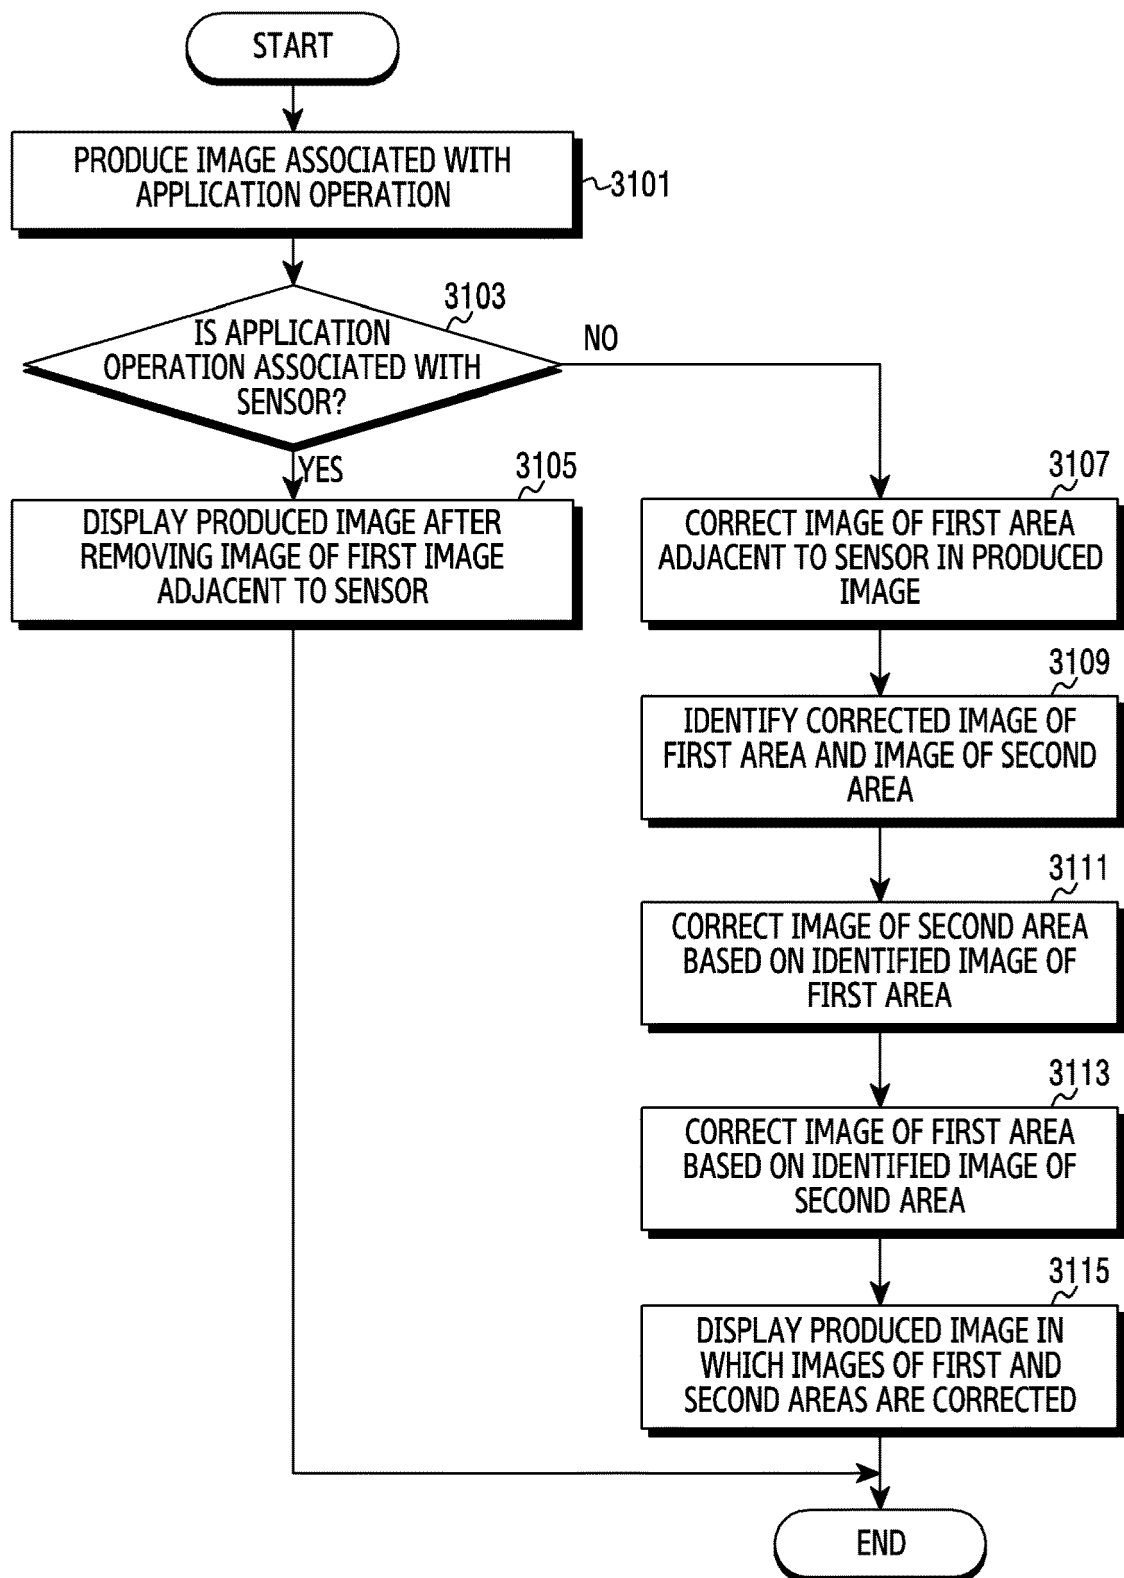 START
PRODUCE IMAGE ASSOCIATED WITH
APPLICATION OPERATION
3101
3103
IS APPLICATION
OPERATION ASSOCIATED WITH
SENSOR?
NO
YES
3105
DISPLAY PRODUCED IMAGE AFTER
REMOVING IMAGE OF FIRST IMAGE
ADJACENT TO SENSOR
3107
CORRECT IMAGE OF FIRST AREA
ADJACENT TO SENSOR IN PRODUCED
IMAGE
3109
IDENTIFY CORRECTED IMAGE OF
FIRST AREA AND IMAGE OF SECOND
AREA
3111
CORRECT IMAGE OF SECOND AREA
BASED ON IDENTIFIED IMAGE OF
FIRST AREA
3113
CORRECT IMAGE OF FIRST AREA
BASED ON IDENTIFIED IMAGE OF
SECOND AREA
3115
DISPLAY PRODUCED IMAGE IN
WHICH IMAGES OF FIRST AND
SECOND AREAS ARE CORRECTED
END